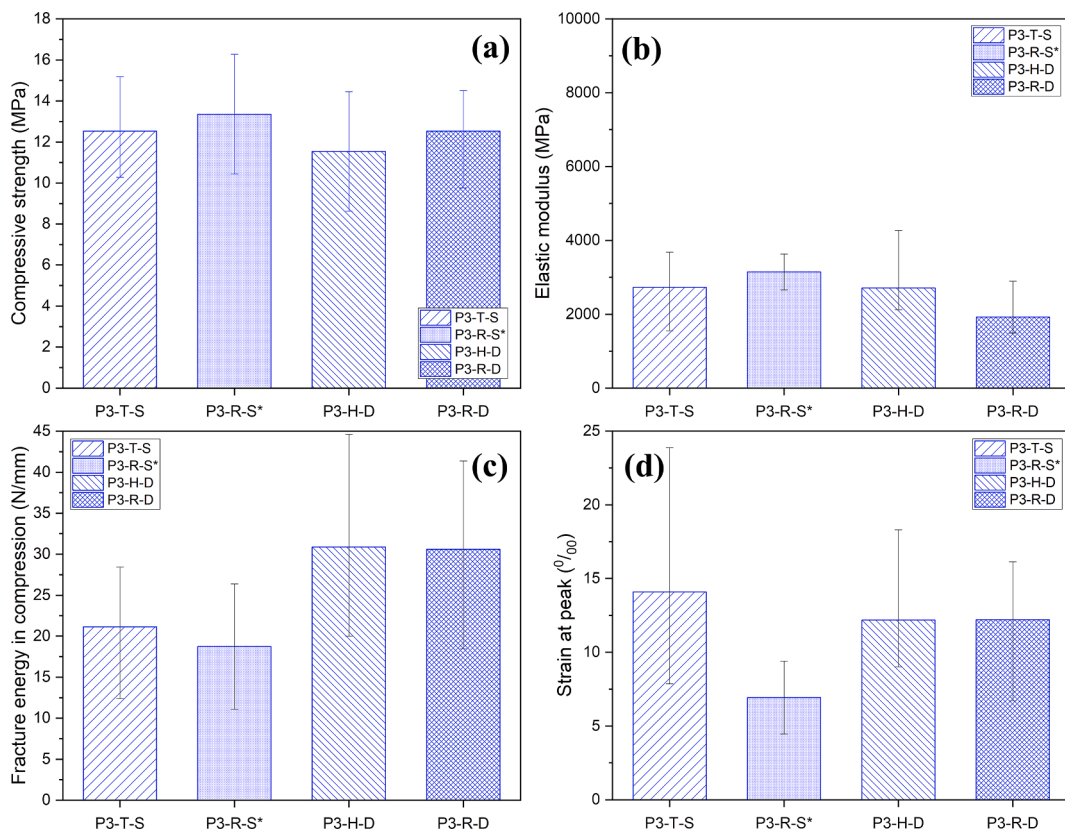 (a)
Compressive strength (MPa)
18
16
14
12
10
8
6
4
2
0
P3-T-S
P3-R-S*
P3-H-D
P3-R-D
P3-T-S
P3-R-S*
P3-H-D
P3-R-D
(b)
Elastic modulus (MPa)
10000
8000
6000
4000
2000
0
P3-T-S
P3-R-S*
P3-H-D
P3-R-D
P3-T-S
P3-R-S*
P3-H-D
P3-R-D
(c)
Fracture energy in compression (N/mm)
45
40
35
30
25
20
15
10
5
0
P3-T-S
P3-R-S*
P3-H-D
P3-R-D
P3-T-S
P3-R-S*
P3-H-D
P3-R-D
(d)
Strain at peak (0/00)
25
20
15
10
5
0
P3-T-S
P3-R-S*
P3-H-D
P3-R-D
P3-T-S
P3-R-S*
P3-H-D
P3-R-D